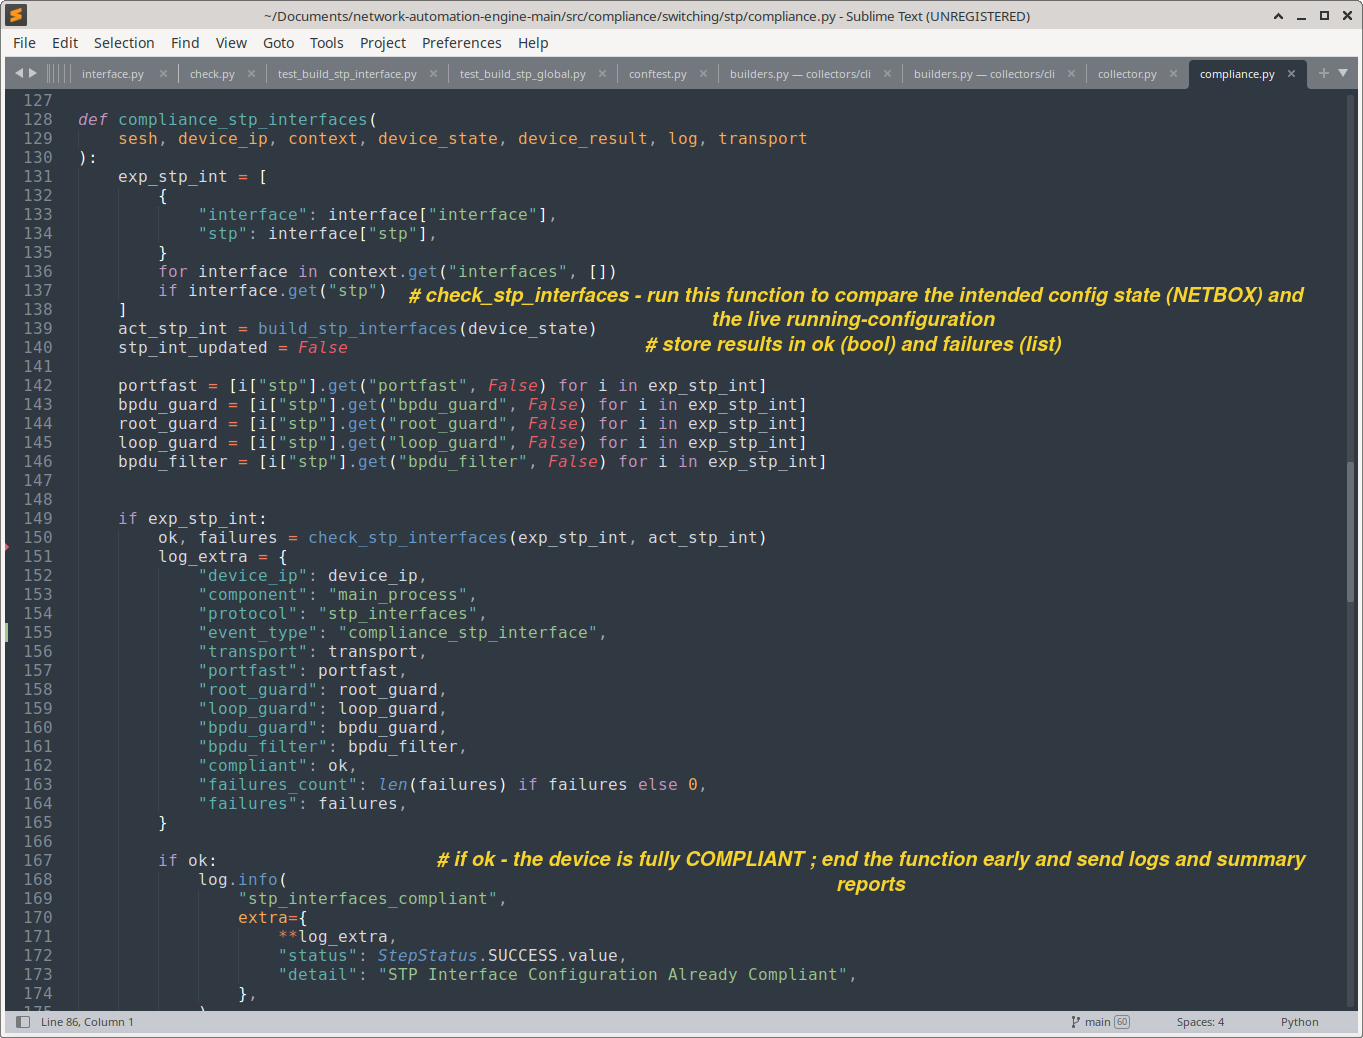 ~/Documents/network-automation-engine-main/src/compliance/switching/stp/compliance.py - Sublime Text (UNREGISTERED)
File Edit Selection Find View Goto Tools Project Preferences Help
interface.py check.py test_build_stp_interface.py test_build_stp_global.py conftest.py builders.py — collectors/cli builders.py — collectors/cli collector.py compliance.py
127
128 def compliance_stp_interfaces(
129     sesh, device_ip, context, device_state, device_result, log, transport
130 ):
131     exp_stp_int = [
132         {
133             "interface": interface["interface"],
134             "stp": interface["stp"],
135         }
136         for interface in context.get("interfaces", [])
137         if interface.get("stp")
# check_stp_interfaces - run this function to compare the intended config state (NETBOX) and
138     ]
the live running-configuration
139     act_stp_int = build_stp_interfaces(device_state)
140     stp_int_updated = False
# store results in ok (bool) and failures (list)
141
142     portfast = [i["stp"].get("portfast", False) for i in exp_stp_int]
143     bpdu_guard = [i["stp"].get("bpdu_guard", False) for i in exp_stp_int]
144     root_guard = [i["stp"].get("root_guard", False) for i in exp_stp_int]
145     loop_guard = [i["stp"].get("loop_guard", False) for i in exp_stp_int]
146     bpdu_filter = [i["stp"].get("bpdu_filter", False) for i in exp_stp_int]
147
148
149     if exp_stp_int:
150         ok, failures = check_stp_interfaces(exp_stp_int, act_stp_int)
151         log_extra = {
152             "device_ip": device_ip,
153             "component": "main_process",
154             "protocol": "stp_interfaces",
155             "event_type": "compliance_stp_interface",
156             "transport": transport,
157             "portfast": portfast,
158             "root_guard": root_guard,
159             "loop_guard": loop_guard,
160             "bpdu_guard": bpdu_guard,
161             "bpdu_filter": bpdu_filter,
162             "compliant": ok,
163             "failures_count": len(failures) if failures else 0,
164             "failures": failures,
165         }
166
167         if ok:
# if ok - the device is fully COMPLIANT ; end the function early and send logs and summary
168             log.info(
reports
169                 "stp_interfaces_compliant",
170                 extra={
171                     **log_extra,
172                     "status": StepStatus.SUCCESS.value,
173                     "detail": "STP Interface Configuration Already Compliant",
174                 },
175             )
Line 86, Column 1 main 60 Spaces: 4 Python